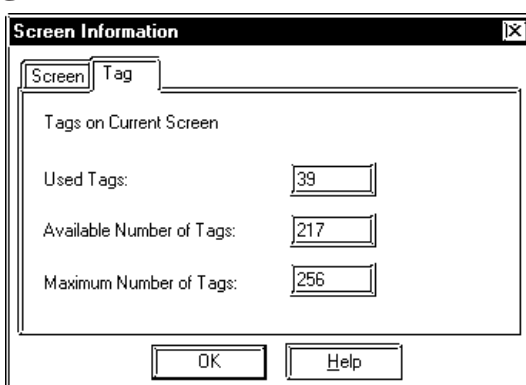 Screen Information
Screen Tag
Tags on Current Screen
Used Tags: 39
Available Number of Tags: 217
Maximum Number of Tags: 256
OK Help